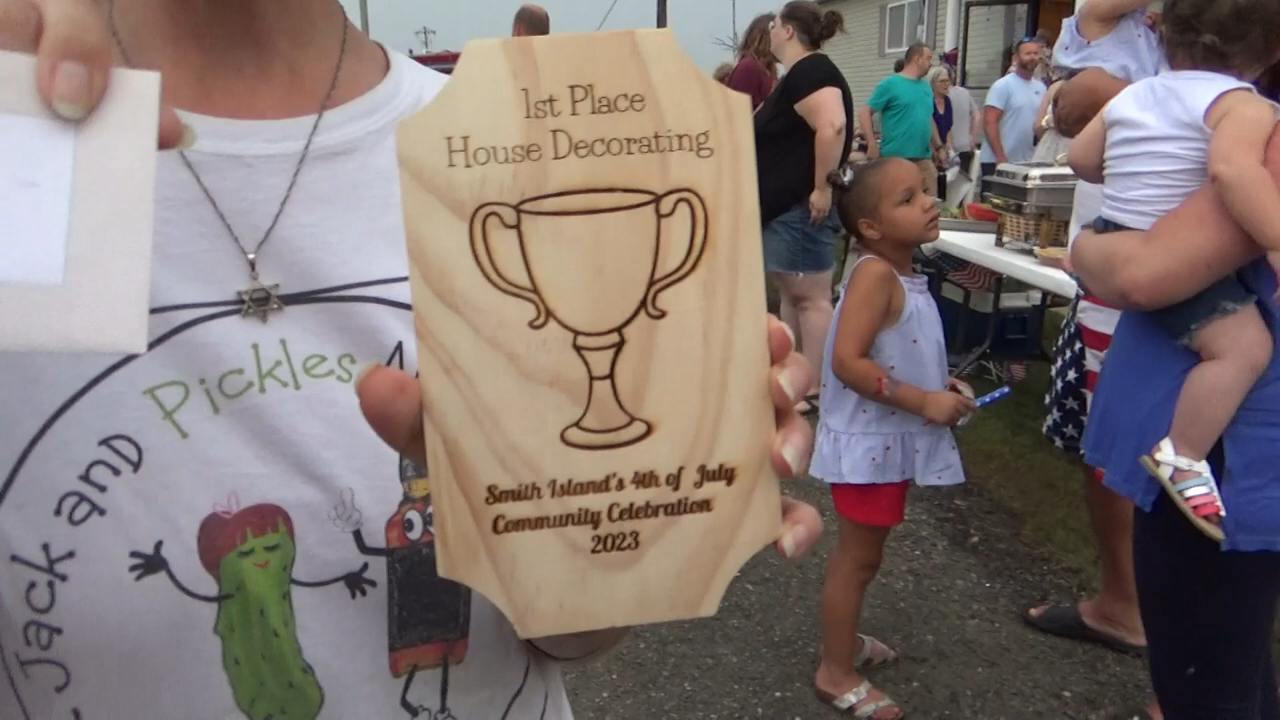 1st Place
House Decorating
Smith Island's 4th of July
Community Celebration
2023
Jack and
Pickles